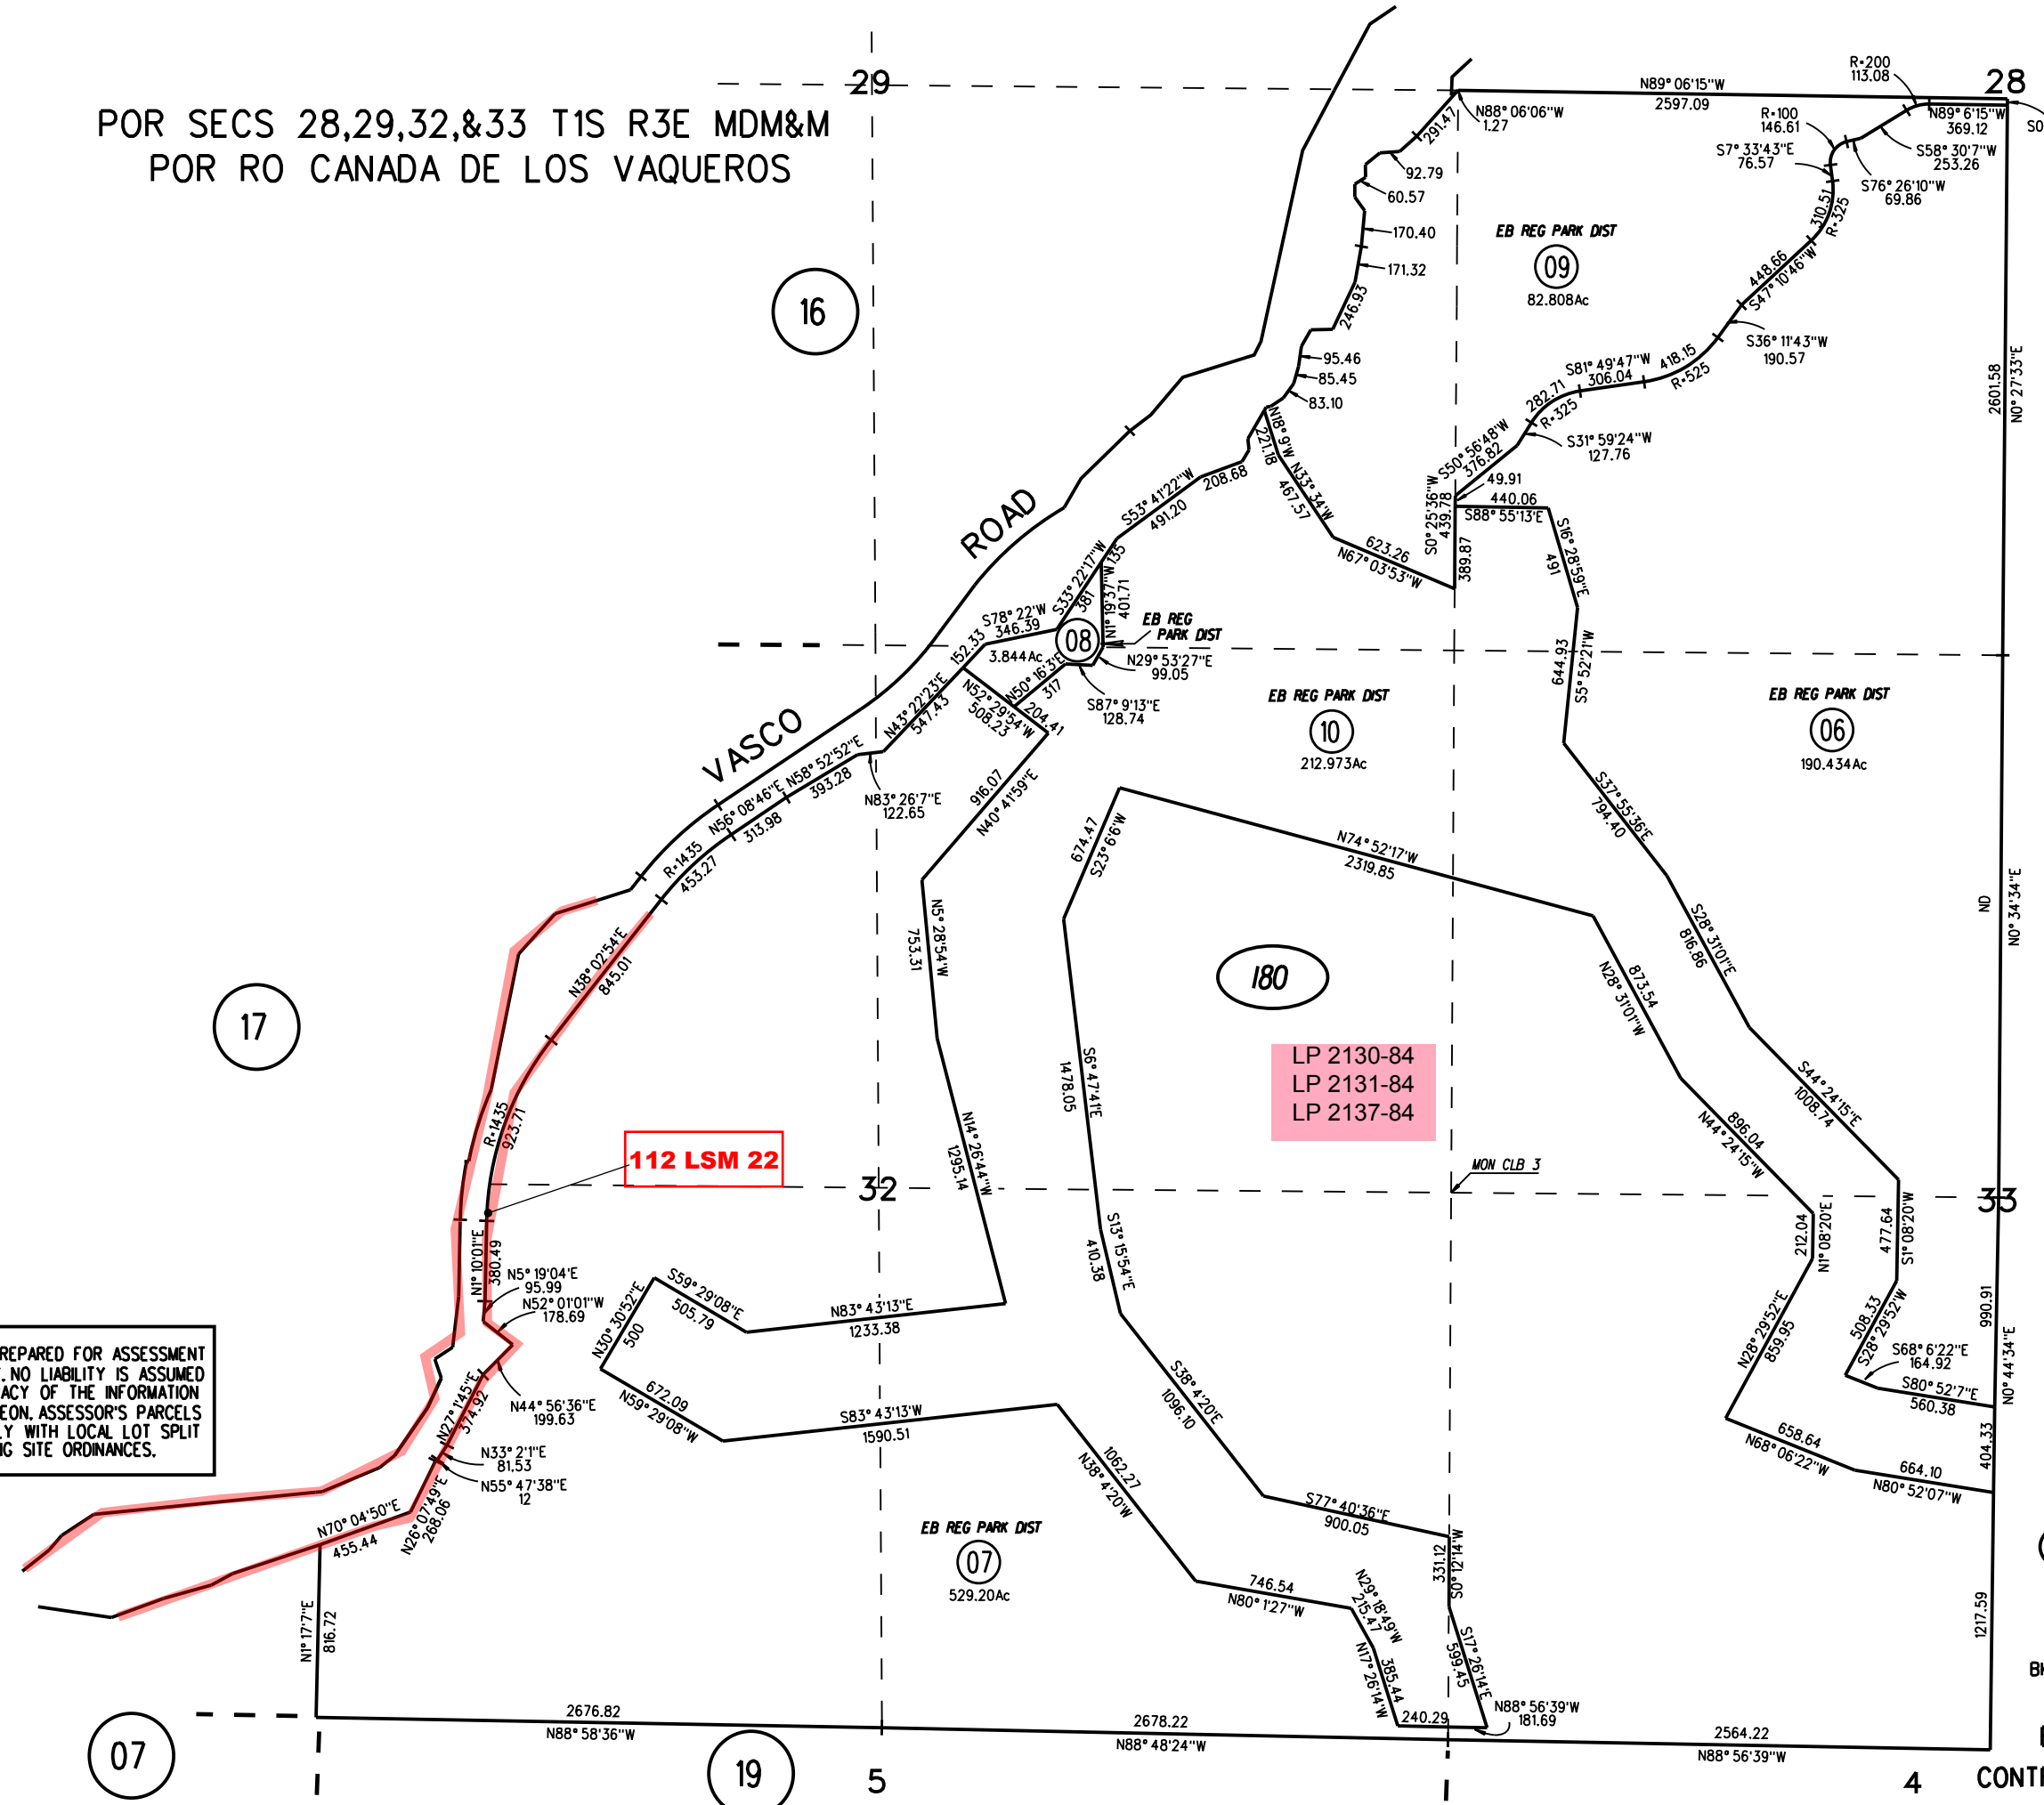 POR SECS 28,29,32,&33 T1S R3E MDM&M
POR RO CANADA DE LOS VAQUEROS
29
28
16
17
R=200
113.08
N89° 06'15"W
2597.09
N88° 06'06"W
1.27
N89° 6'15"W
369.12
S0
R=100
146.61
S7° 33'43"E
76.57
S58° 30'7"W
253.26
S76° 26'10"W
69.86
310.51
R=325
291.47
92.79
60.57
170.40
171.32
246.93
95.46
85.45
83.10
EB REG PARK DIST
09
82.808Ac
448.66
S47° 10'46"W
S36° 11'43"W
190.57
418.15
R=525
S81° 49'47"W
306.04
282.71
R=325
S31° 59'24"W
127.76
S50° 56'48"W
376.82
49.91
440.06
S88° 55'13"E
S0° 25'36"W
439.78
389.87
2601.58
N0° 27'33"E
N18° 9'W
221.18
N33° 34'W
467.57
623.26
N67° 03'53"W
208.68
S53° 41'22"W
491.20
135
S33° 22'17"W
381
N1° 19'37"W
401.71
S16° 28'59"E
491
644.93
S5° 52'21"W
VASCO ROAD
S78° 22'W
346.39
152.33
08
3.844Ac
EB REG
PARK DIST
N29° 53'27"E
99.05
S87° 9'13"E
128.74
N50° 16'3"E
317
204.41
N52° 29'54"W
508.23
N43° 22'23"E
547.43
N83° 26'7"E
122.65
N58° 52'52"E
393.28
N56° 08'46"E
313.98
R=1435
453.27
EB REG PARK DIST
10
212.973Ac
EB REG PARK DIST
06
190.434Ac
916.07
N40° 41'59"E
674.47
S23° 6'6"W
N74° 52'17"W
2319.85
S37° 55'36"E
794.40
N5° 28'54"W
753.31
N38° 02'54"E
845.01
S28° 31'01"E
816.86
873.54
N28° 31'01"W
ND
N0° 34'34"E
180
LP 2130-84
LP 2131-84
LP 2137-84
S6° 47'41"E
1478.05
R=1435
923.71
N14° 26'44"W
1295.14
S44° 24'15"E
1008.74
896.04
N44° 24'15"W
112 LSM 22
32
MON CLB 3
33
N1° 10'01"E
380.49
N5° 19'04"E
95.99
N52° 01'01"W
178.69
S13° 15'54"E
410.38
212.04
N1° 08'20"E
477.64
S1° 08'20"W
N30° 30'52"E
500
S59° 29'08"E
505.79
N83° 43'13"E
1233.38
990.91
N0° 44'34"E
508.33
S28° 29'52"W
N28° 29'52"E
859.95
S68° 6'22"E
164.92
S80° 52'7"E
560.38
REPARED FOR ASSESSMENT
. NO LIABILITY IS ASSUMED
ACY OF THE INFORMATION
EON. ASSESSOR'S PARCELS
Y WITH LOCAL LOT SPLIT
NG SITE ORDINANCES.
N44° 56'36"E
199.63
N27° 1'45"E
374.92
N33° 2'1"E
81.53
N55° 47'38"E
12
N26° 07'49"E
268.06
N70° 04'50"E
455.44
672.09
N59° 29'08"W
S83° 43'13"W
1590.51
1062.27
N38° 4'20"W
S38° 4'20"E
1096.10
658.64
N68° 06'22"W
404.33
664.10
N80° 52'07"W
S77° 40'36"E
900.05
EB REG PARK DIST
07
529.20Ac
331.12
S0° 12'14"W
746.54
N80° 1'27"W
N29° 18'49"W
215.47
385.44
N17° 26'14"W
S17° 26'14"E
599.45
N1° 17'7"E
816.72
1217.59
240.29
N88° 56'39"W
181.69
2676.82
N88° 58'36"W
2678.22
N88° 48'24"W
2564.22
N88° 56'39"W
07
19
5
4
CONT